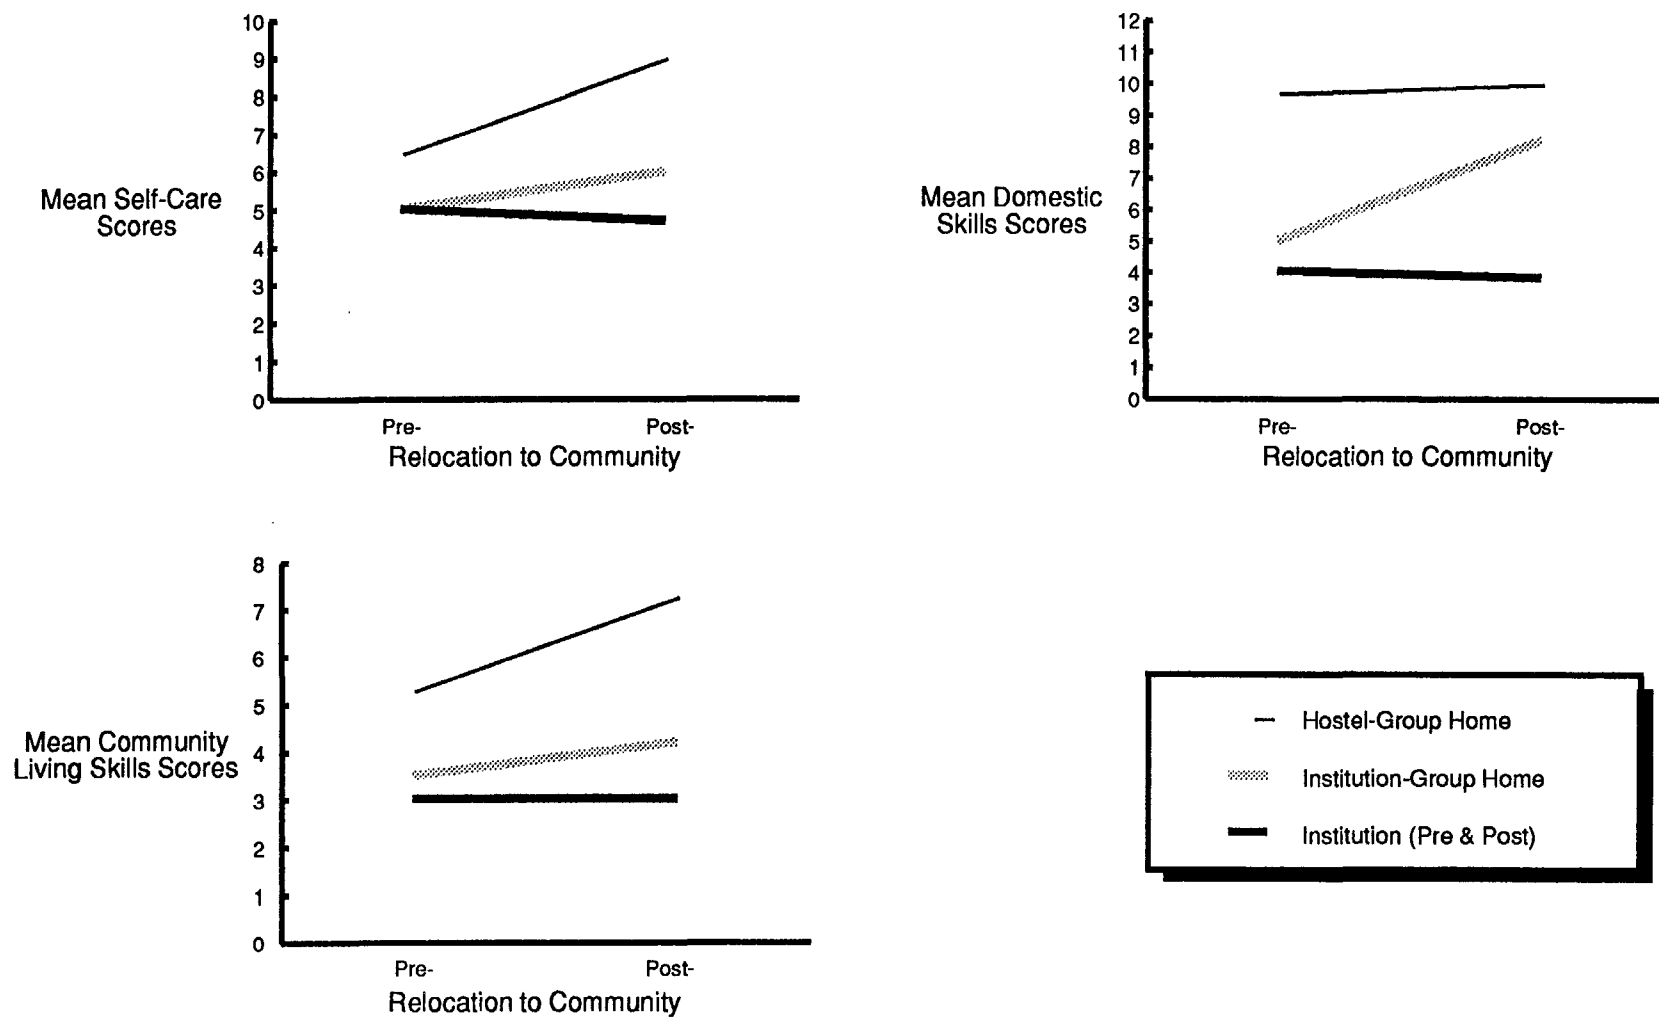 10
9
8
7
6
5
4
3
2
1
0
Mean Self-Care
Scores
Pre-
Post-
Relocation to Community
12
11
10
9
8
7
6
5
4
3
2
1
0
Mean Domestic
Skills Scores
Pre-
Post-
Relocation to Community
8
7
6
5
4
3
2
1
0
Mean Community
Living Skills Scores
Pre-
Post-
Relocation to Community
Hostel-Group Home
Institution-Group Home
Institution (Pre & Post)